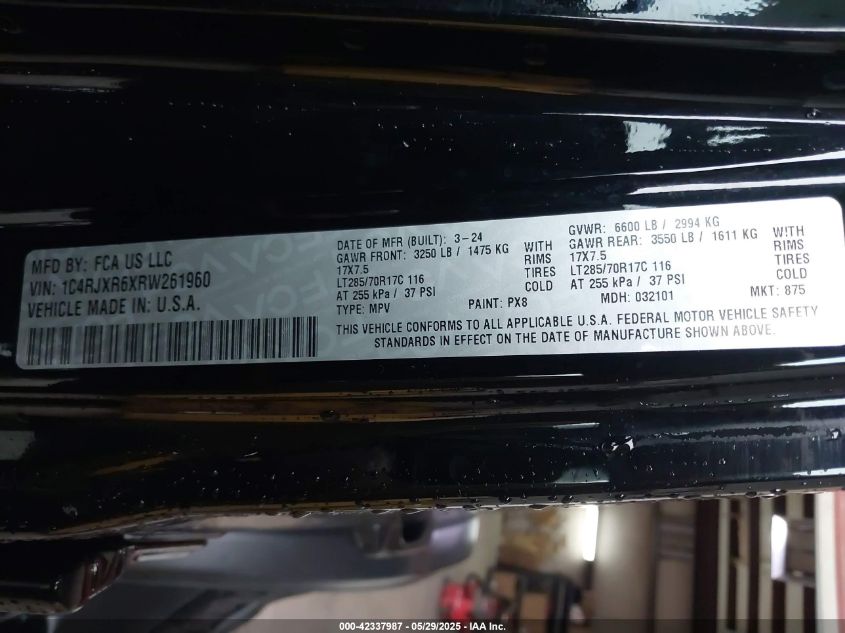 MFD BY: FCA US LLC
VIN: 1C4RJXR6XRW261960
VEHICLE MADE IN: U.S.A.
DATE OF MFR (BUILT): 3-24
GAWR FRONT: 3250 LB / 1475 KG WITH
17X7.5 RIMS
LT285/70R17C 116 TIRES
AT 255 kPa / 37 PSI COLD
TYPE: MPV PAINT: PX8
GVWR: 6600 LB / 2994 KG
GAWR REAR: 3550 LB / 1611 KG WITH
17X7.5 RIMS
LT285/70R17C 116 TIRES
AT 255 kPa / 37 PSI COLD
MDH: 032101 MKT: 875
THIS VEHICLE CONFORMS TO ALL APPLICABLE U.S.A. FEDERAL MOTOR VEHICLE SAFETY
STANDARDS IN EFFECT ON THE DATE OF MANUFACTURE SHOWN ABOVE.
000-42337987 - 05/29/2025 - IAA Inc.